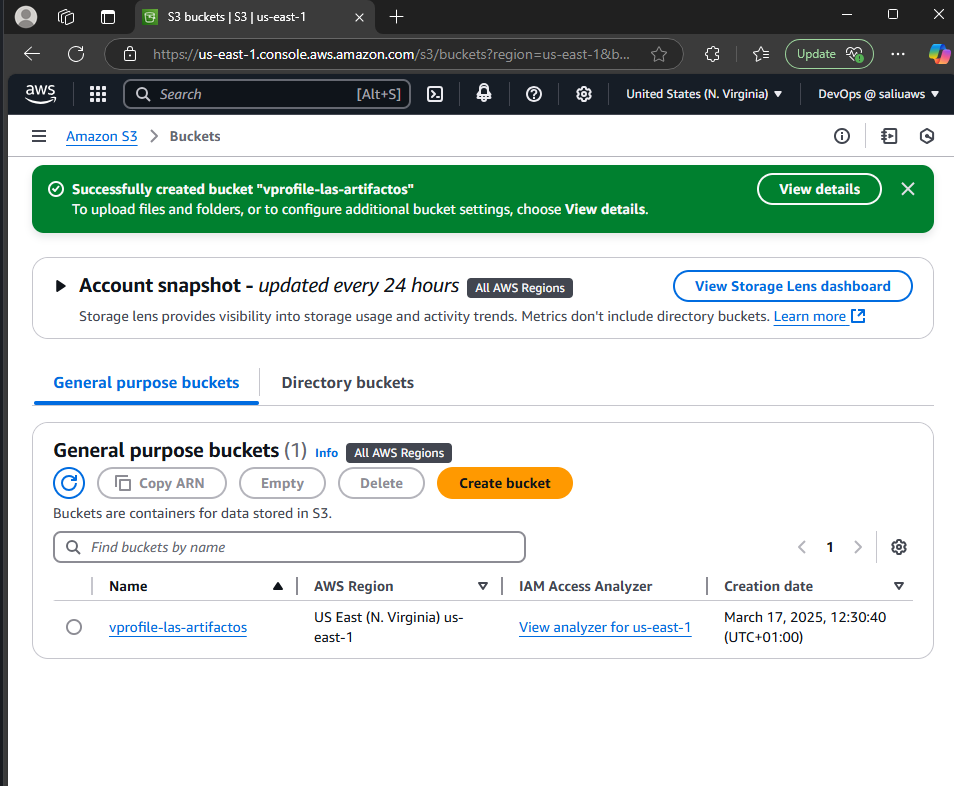 S3 buckets | S3 | us-east-1
https://us-east-1.console.aws.amazon.com/s3/buckets?region=us-east-1&b...
Update
aws
Search
[Alt+S]
United States (N. Virginia)
DevOps @ saliuaws
Amazon S3
Buckets
Successfully created bucket "vprofile-las-artifactos"
To upload files and folders, or to configure additional bucket settings, choose View details.
View details
Account snapshot - updated every 24 hours
All AWS Regions
View Storage Lens dashboard
Storage lens provides visibility into storage usage and activity trends. Metrics don't include directory buckets. Learn more
General purpose buckets
Directory buckets
General purpose buckets (1)
Info
All AWS Regions
Copy ARN
Empty
Delete
Create bucket
Buckets are containers for data stored in S3.
Find buckets by name
1
Name
AWS Region
IAM Access Analyzer
Creation date
vprofile-las-artifactos
US East (N. Virginia) us-
east-1
View analyzer for us-east-1
March 17, 2025, 12:30:40
(UTC+01:00)